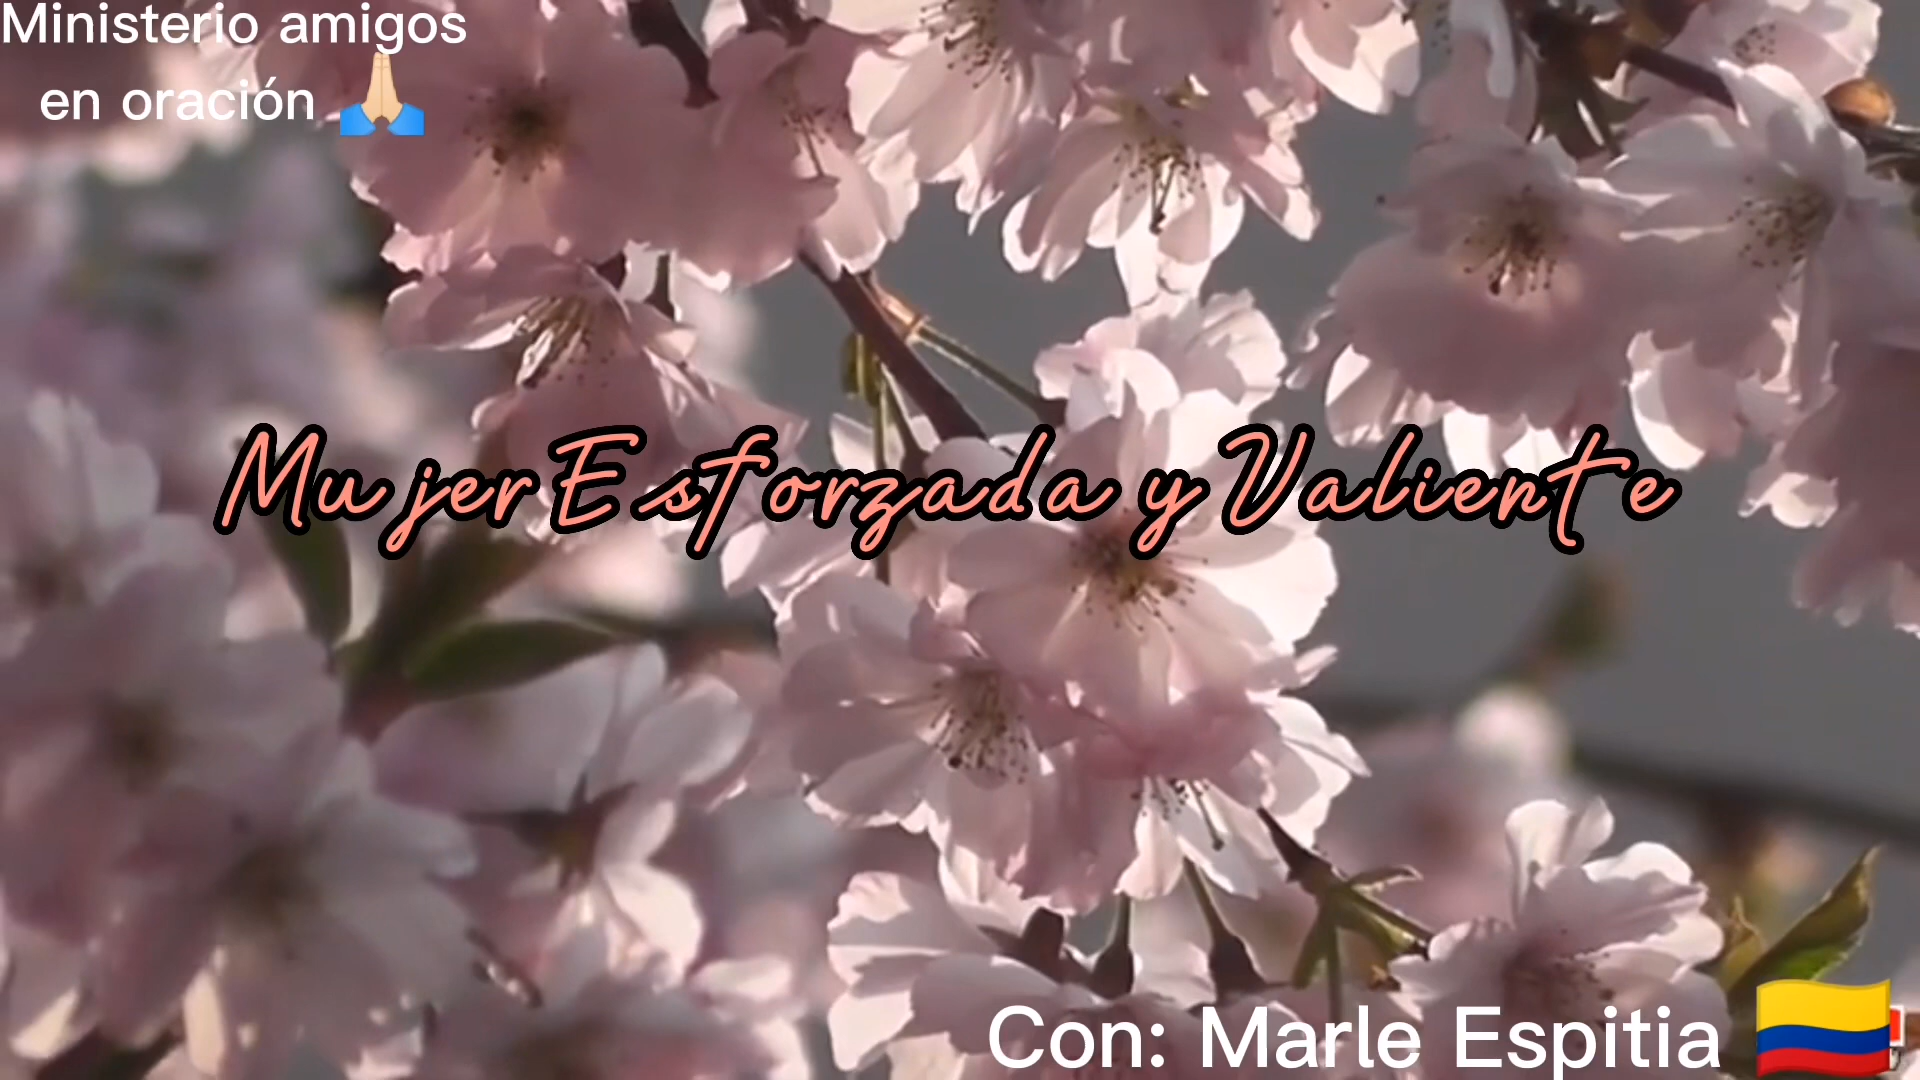 Ministerio amigos
en oración 🙏🏻
Mujer Esforzada y Valiente
Con: Marle Espitia 🇨🇴